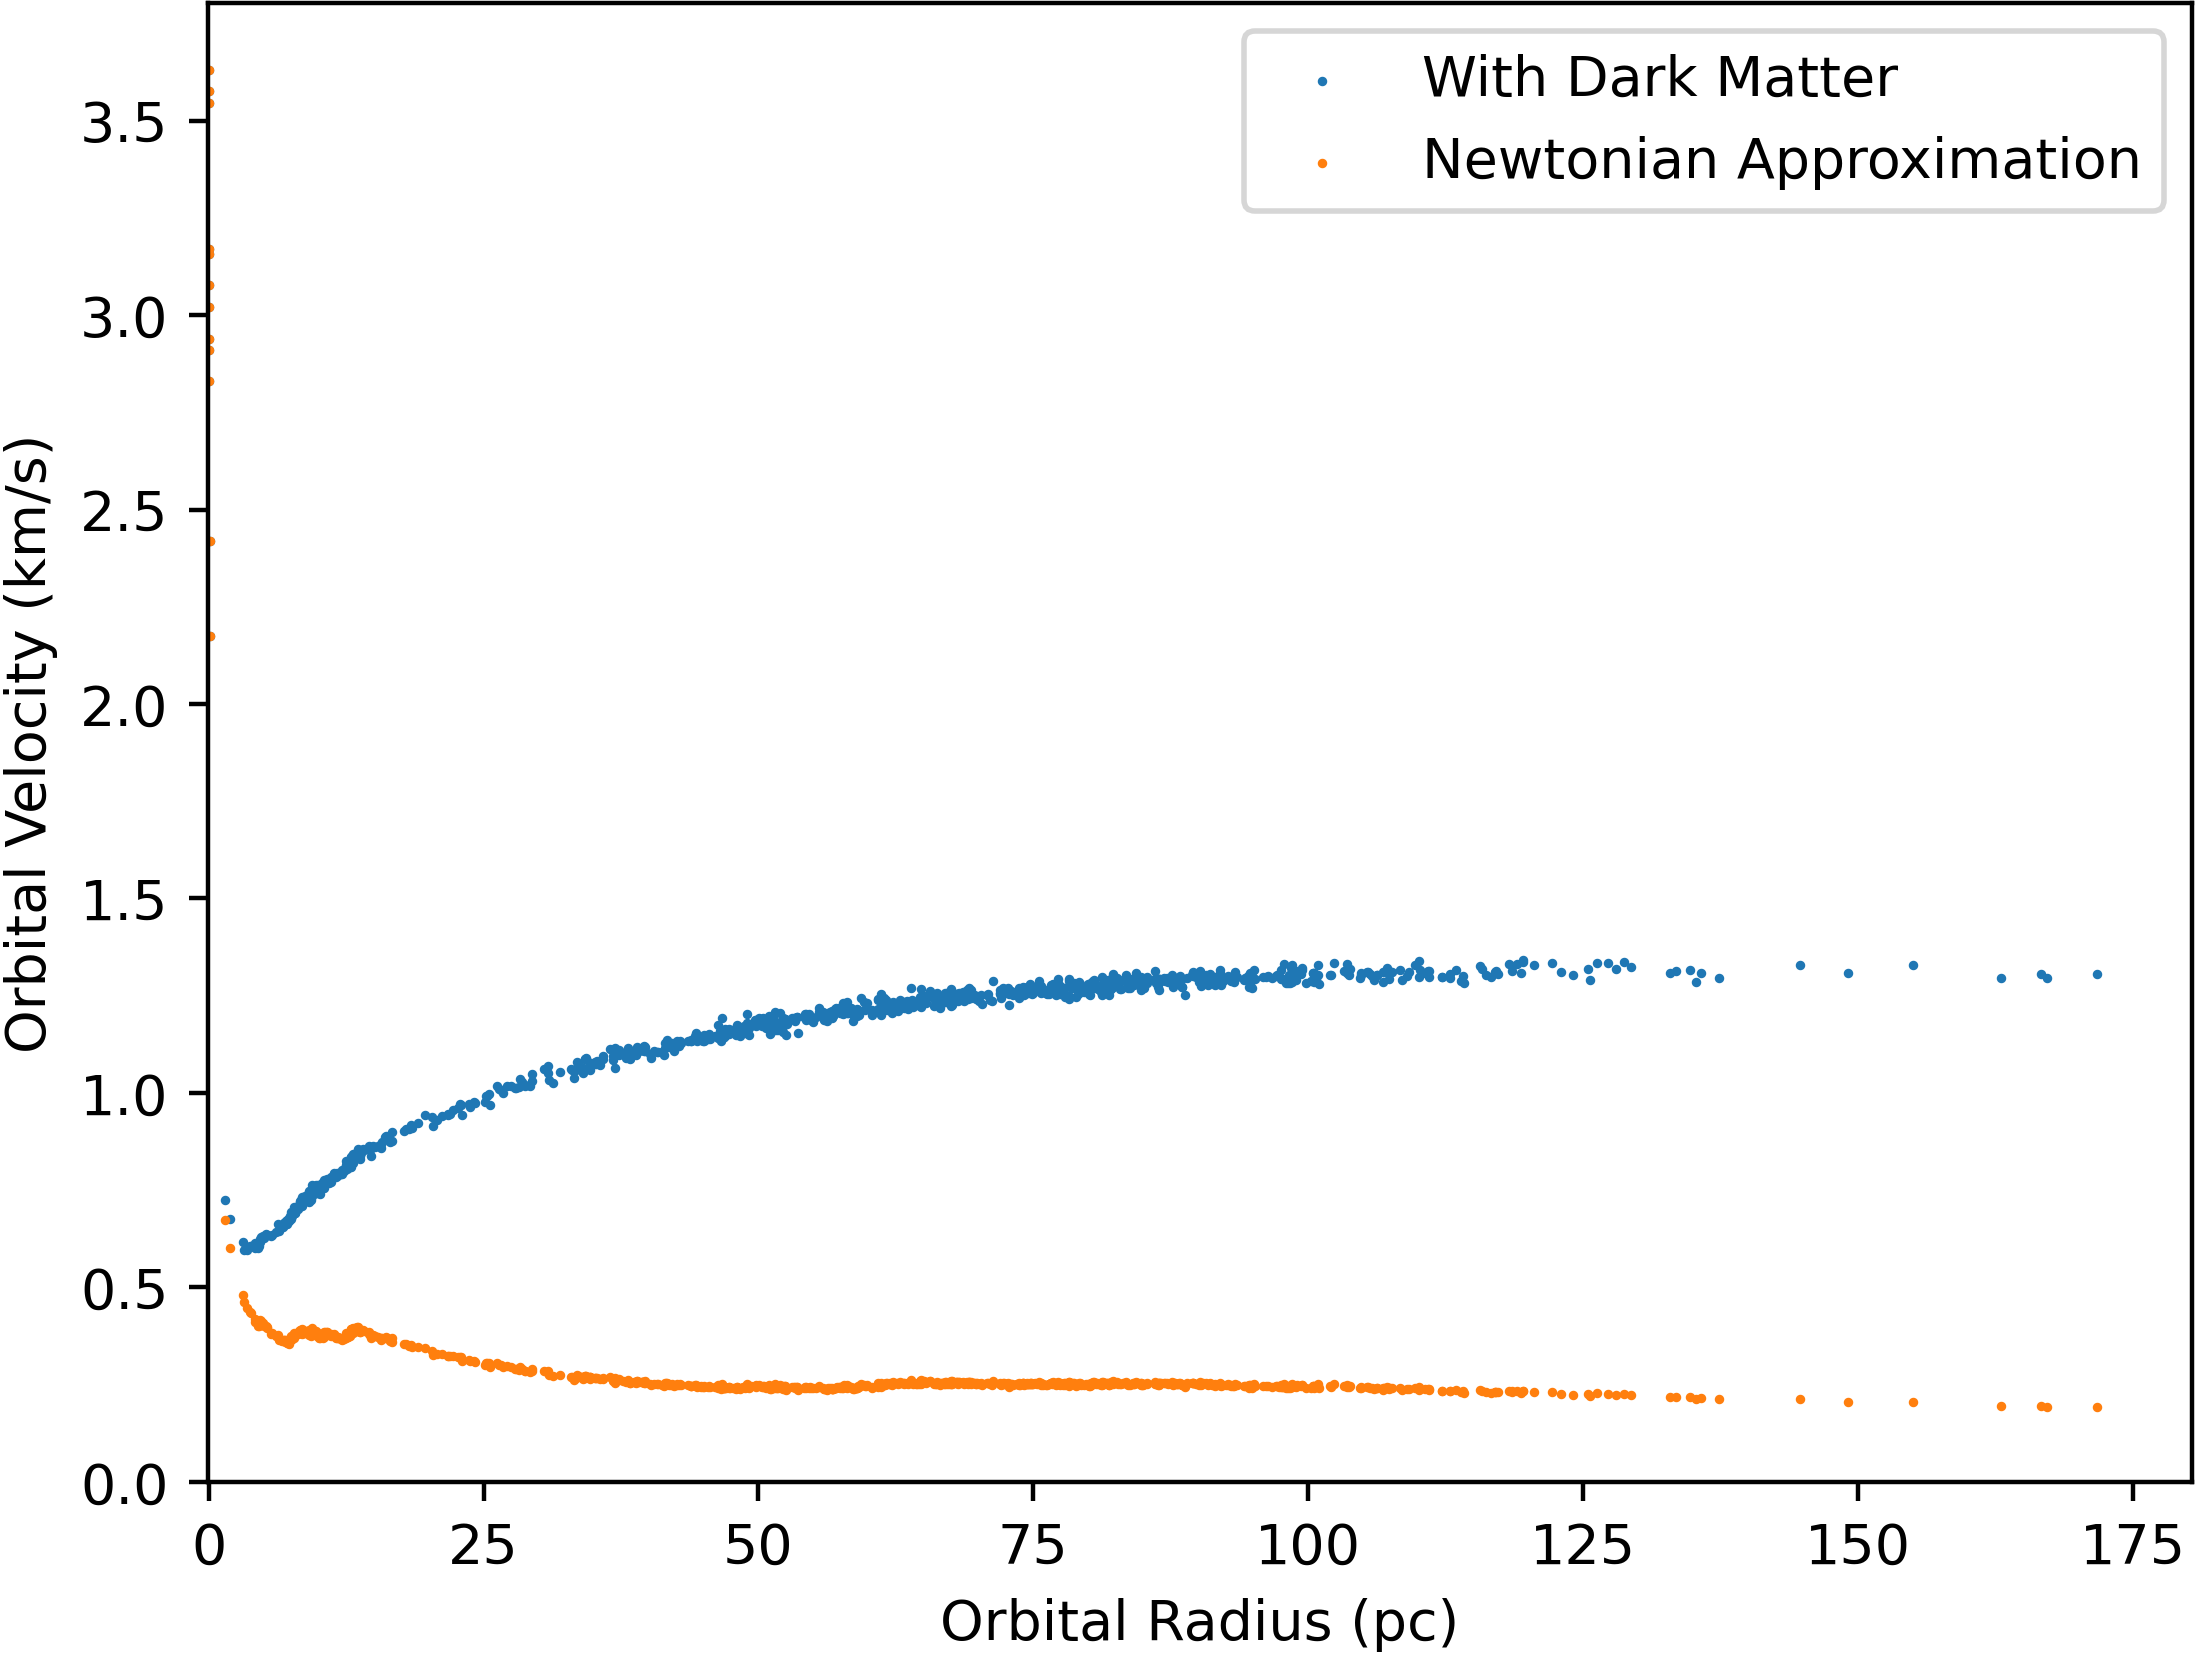 With Dark Matter
Newtonian Approximation
Orbital Velocity (km/s)
3.5
3.0
2.5
2.0
1.5
1.0
0.5
0.0
0 25 50 75 100 125 150 175
Orbital Radius (pc)